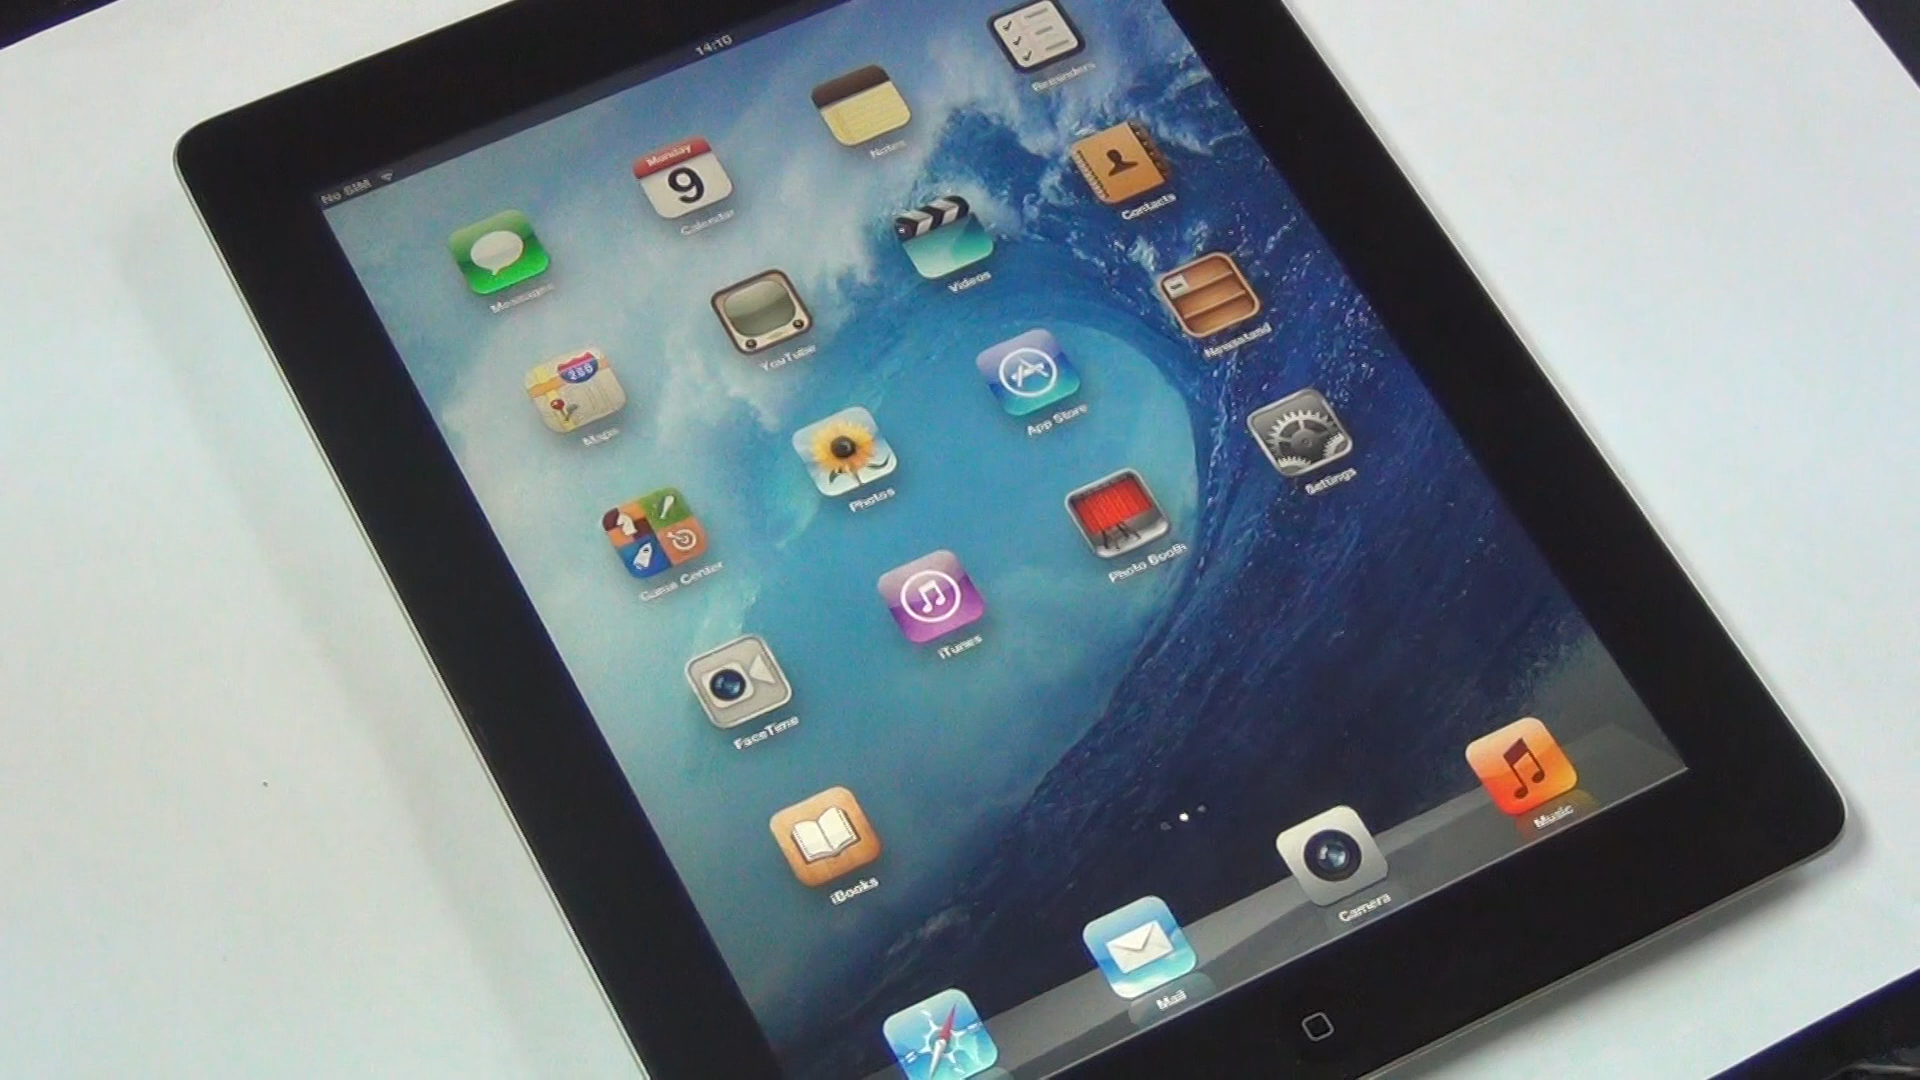 No SIM
14:10
Messages
Monday
9
Calendar
Notes
Reminders
280
Maps
YouTube
Videos
Contacts
Game Center
Photos
App Store
Newsstand
FaceTime
iTunes
Photo Booth
Settings
iBooks
Mail
Camera
Music